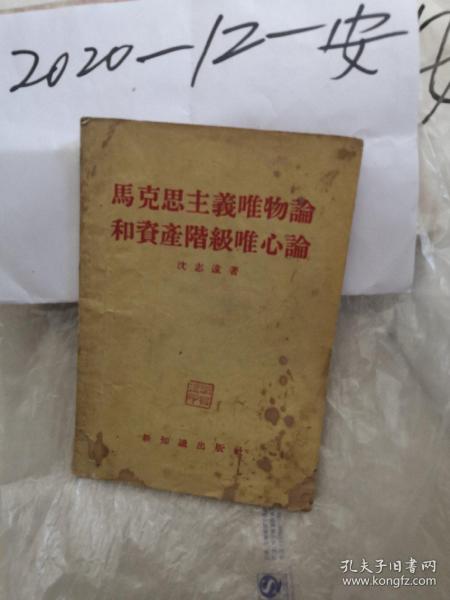 2020—12—安
馬克思主義唯物論
和資產階級唯心論
沈志遠著
新知識出版社
孔夫子旧书网
www.kongfz.com